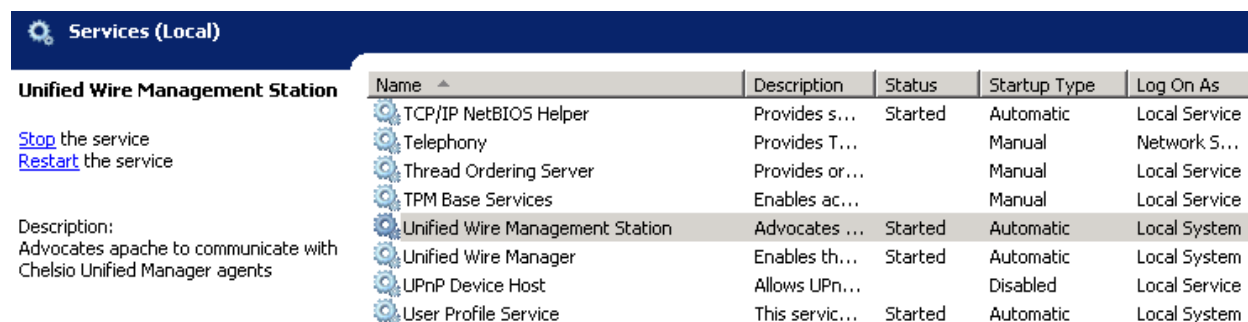 Services (Local)
Unified Wire Management Station
Stop the service
Restart the service
Description:
Advocates apache to communicate with
Chelsio Unified Manager agents
Name Description Status Startup Type Log On As
TCP/IP NetBIOS Helper Provides s... Started Automatic Local Service
Telephony Provides T... Manual Network S...
Thread Ordering Server Provides or... Manual Local Service
TPM Base Services Enables ac... Manual Local Service
Unified Wire Management Station Advocates ... Started Automatic Local System
Unified Wire Manager Enables th... Started Automatic Local System
UPnP Device Host Allows UPn... Disabled Local Service
User Profile Service This servic... Started Automatic Local System